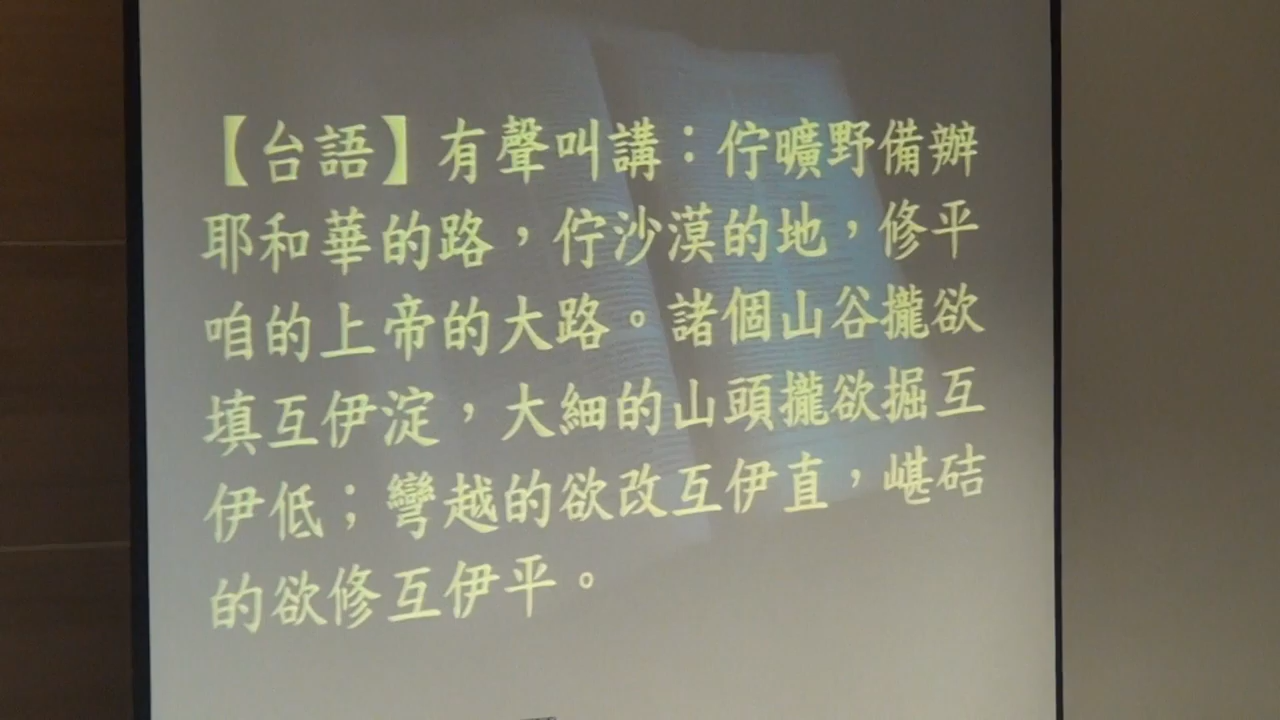 【台語】有聲叫講：佇曠野備辦
耶和華的路，佇沙漠的地，修平
咱的上帝的大路。諸個山谷攏欲
填互伊淀，大細的山頭攏欲掘互
伊低；彎越的欲改互伊直，嵁硈
的欲修互伊平。